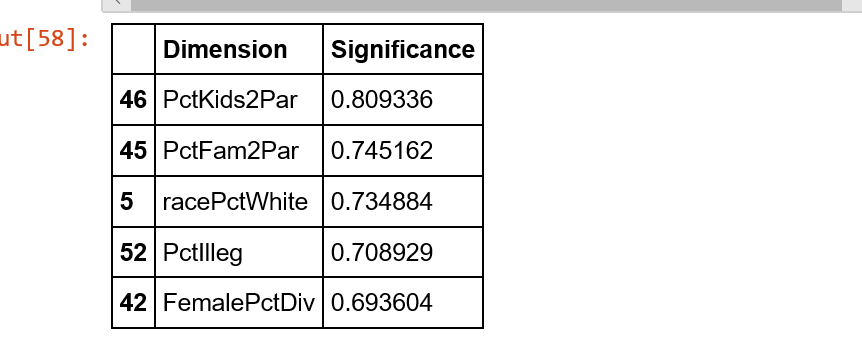 ut[58]:
Dimension Significance
46 PctKids2Par 0.809336
45 PctFam2Par 0.745162
5 racePctWhite 0.734884
52 PctIlleg 0.708929
42 FemalePctDiv 0.693604